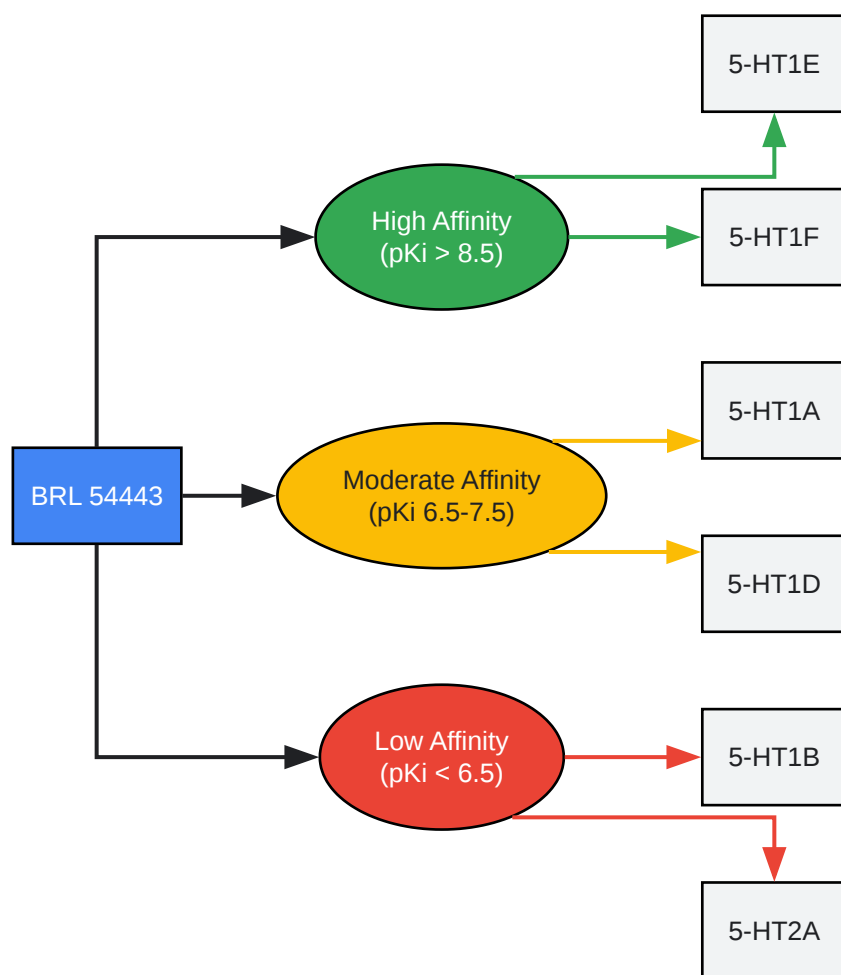 5-HT1E
High Affinity
(pKi > 8.5)
5-HT1F
5-HT1A
BRL 54443
Moderate Affinity
(pKi 6.5-7.5)
5-HT1D
Low Affinity
(pKi < 6.5)
5-HT1B
5-HT2A